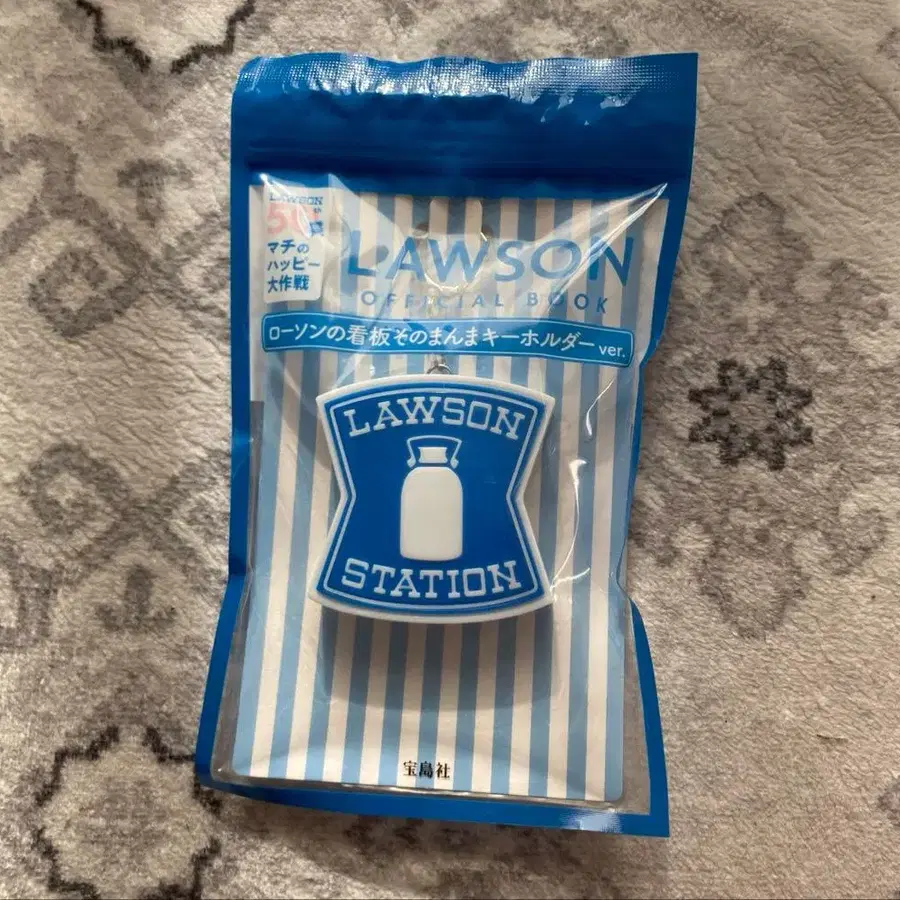 LAWSON
50th
マチの
ハッピー
大作戦
LAWSON
OFFICIAL BOOK
ローソンの看板そのまんまキーホルダー ver.
LAWSON
STATION
宝島社